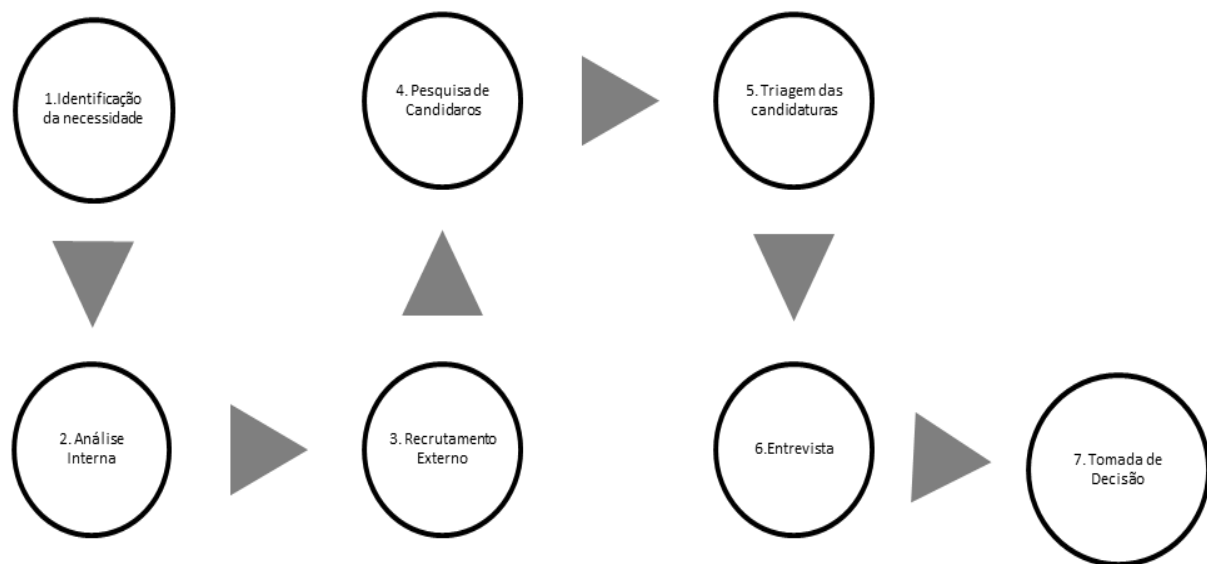 1.Identificação
da necessidade
2. Análise
Interna
3. Recrutamento
Externo
4. Pesquisa de
Candidaros
5. Triagem das
candidaturas
6.Entrevista
7. Tomada de
Decisão